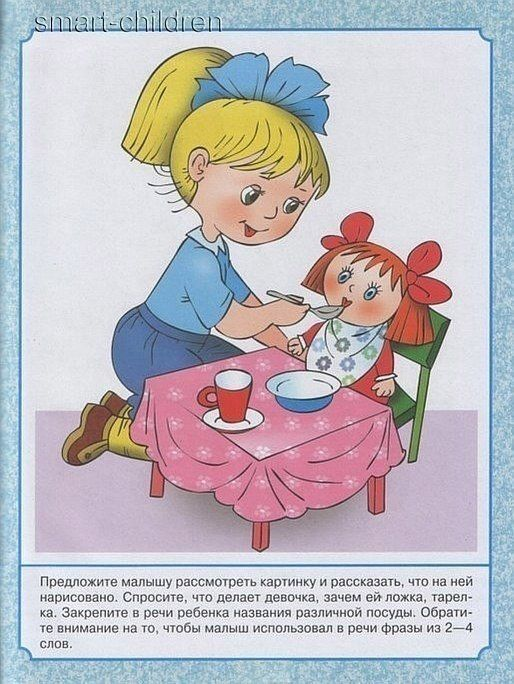 smart-children
Предложите малышу рассмотреть картинку и рассказать, что на ней
нарисовано. Спросите, что делает девочка, зачем ей ложка, тарел-
ка. Закрепите в речи ребенка названия различной посуды. Обрати-
те внимание на то, чтобы малыш использовал в речи фразы из 2—4
слов.